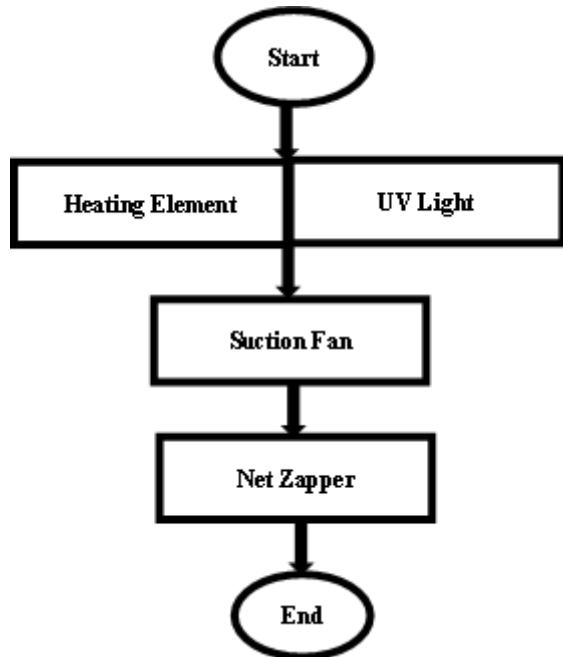 Start
Heating Element
UV Light
Suction Fan
Net Zapper
End